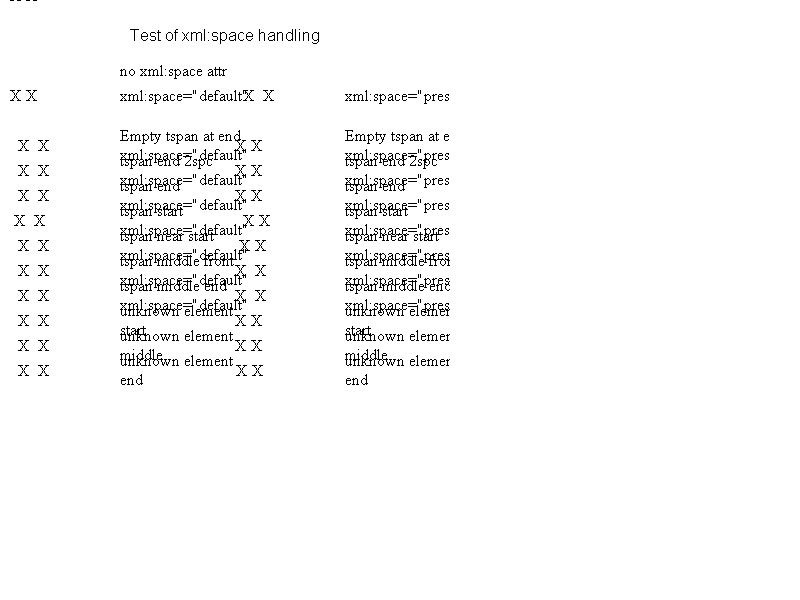 Test of xml:space handling
no xml:space attr
X X xml:space="default" X X xml:space="pres
Empty tspan at end Empty tspan at e
X X xml:space="default" X X xml:space="pres
tspan end 2spc tspan end 2spc
X X xml:space="default" X X xml:space="pres
tspan end tspan end
X X xml:space="default" X X xml:space="pres
tspan start tspan start
X X xml:space="default" X X xml:space="pres
tspan near start tspan near start
X X xml:space="default" X X xml:space="pres
tspan middle front tspan middle fron
X X xml:space="default" X X xml:space="pres
tspan middle end tspan middle end
X X xml:space="default" X X xml:space="pres
unknown element unknown elemen
X X start X X start
unknown element unknown elemen
X X middle X X middle
unknown element unknown elemen
X X end X X end